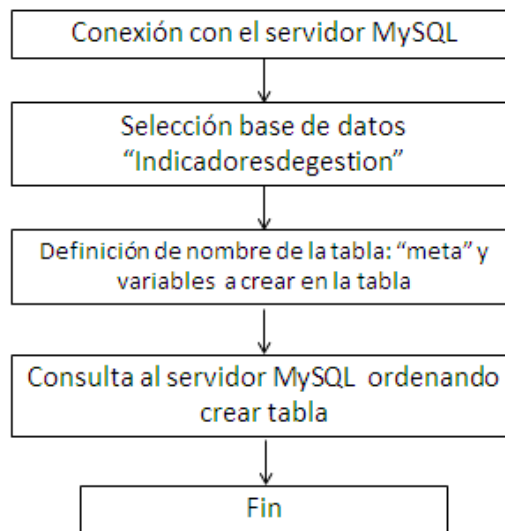 Conexión con el servidor MySQL
Selección base de datos
“Indicadoresdegestion”
Definición de nombre de la tabla: “meta” y
variables a crear en la tabla
Consulta al servidor MySQL ordenando
crear tabla
Fin